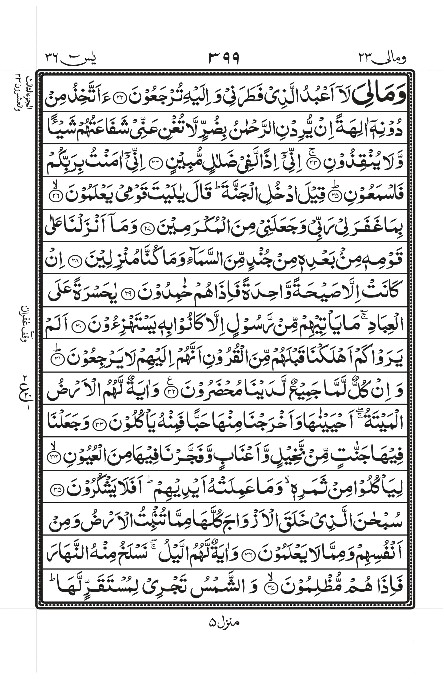 ومالی ۲۳ ۳۹۹ یٰس ۳۶
وَمَالِیَ لَاۤ اَعْبُدُ الَّذِیْ فَطَرَنِیْ وَاِلَیْهِ تُرْجَعُوْنَ ﴿۲۲﴾ ءَاَتَّخِذُ مِنْ
دُوْنِهٖۤ اٰلِهَةً اِنْ یُّرِدْنِ الرَّحْمٰنُ بِضُرٍّ لَّا تُغْنِ عَنِّیْ شَفَاعَتُهُمْ شَیْـًٔا
وَّلَا یُنْقِذُوْنِ ﴿۲۳﴾ اِنِّیْۤ اِذًا لَّفِیْ ضَلٰلٍ مُّبِیْنٍ ﴿۲۴﴾ اِنِّیْۤ اٰمَنْتُ بِرَبِّكُمْ
فَاسْمَعُوْنِ ﴿۲۵﴾ قِیْلَ ادْخُلِ الْجَنَّةَ ؕ قَالَ یٰلَیْتَ قَوْمِیْ یَعْلَمُوْنَ ﴿۲۶﴾
بِمَا غَفَرَ لِیْ رَبِّیْ وَجَعَلَنِیْ مِنَ الْمُكْرَمِیْنَ ﴿۲۷﴾ وَمَاۤ اَنْزَلْنَا عَلٰی
قَوْمِهٖ مِنْۢ بَعْدِهٖ مِنْ جُنْدٍ مِّنَ السَّمَآءِ وَمَا كُنَّا مُنْزِلِیْنَ ﴿۲۸﴾ اِنْ
كَانَتْ اِلَّا صَیْحَةً وَّاحِدَةً فَاِذَا هُمْ خٰمِدُوْنَ ﴿۲۹﴾ یٰحَسْرَةً عَلَی
الْعِبَادِ ۚ مَا یَاْتِیْهِمْ مِّنْ رَّسُوْلٍ اِلَّا كَانُوْا بِهٖ یَسْتَهْزِءُوْنَ ﴿۳۰﴾ اَلَمْ
یَرَوْا كَمْ اَهْلَكْنَا قَبْلَهُمْ مِّنَ الْقُرُوْنِ اَنَّهُمْ اِلَیْهِمْ لَا یَرْجِعُوْنَ ﴿۳۱﴾
وَاِنْ كُلٌّ لَّمَّا جَمِیْعٌ لَّدَیْنَا مُحْضَرُوْنَ ﴿۳۲﴾ وَاٰیَةٌ لَّهُمُ الْاَرْضُ
الْمَیْتَةُ ۚ اَحْیَیْنٰهَا وَاَخْرَجْنَا مِنْهَا حَبًّا فَمِنْهُ یَاْكُلُوْنَ ﴿۳۳﴾ وَجَعَلْنَا
فِیْهَا جَنّٰتٍ مِّنْ نَّخِیْلٍ وَّاَعْنَابٍ وَّفَجَّرْنَا فِیْهَا مِنَ الْعُیُوْنِ ﴿۳۴﴾
لِیَاْكُلُوْا مِنْ ثَمَرِهٖ ۙ وَمَا عَمِلَتْهُ اَیْدِیْهِمْ ؕ اَفَلَا یَشْكُرُوْنَ ﴿۳۵﴾
سُبْحٰنَ الَّذِیْ خَلَقَ الْاَزْوَاجَ كُلَّهَا مِمَّا تُنْۢبِتُ الْاَرْضُ وَمِنْ
اَنْفُسِهِمْ وَمِمَّا لَا یَعْلَمُوْنَ ﴿۳۶﴾ وَاٰیَةٌ لَّهُمُ الَّیْلُ ۖۚ نَسْلَخُ مِنْهُ النَّهَارَ
فَاِذَا هُمْ مُّظْلِمُوْنَ ﴿۳۷﴾ وَالشَّمْسُ تَجْرِیْ لِمُسْتَقَرٍّ لَّهَا ؕ
منزل ۵